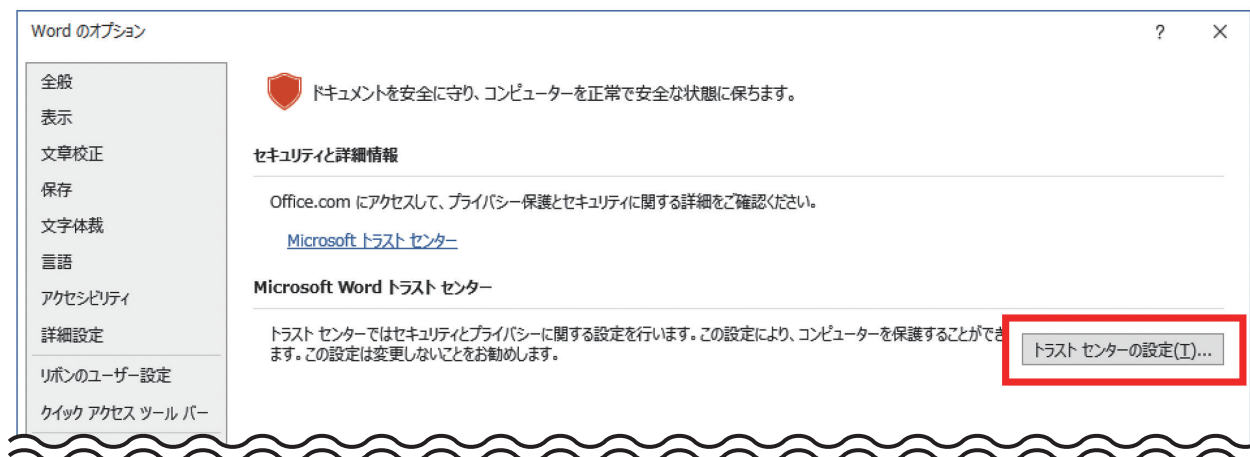 Word のオプション
?
×
全般
表示
文章校正
保存
文字体裁
言語
アクセシビリティ
詳細設定
リボンのユーザー設定
クイック アクセス ツール バー
ドキュメントを安全に守り、コンピューターを正常で安全な状態に保ちます。
セキュリティと詳細情報
Office.com にアクセスして、プライバシー保護とセキュリティに関する詳細をご確認ください。
Microsoft トラスト センター
Microsoft Word トラスト センター
トラスト センターではセキュリティとプライバシーに関する設定を行います。この設定により、コンピューターを保護することができ
ます。この設定は変更しないことをお勧めします。
トラスト センターの設定(T)...